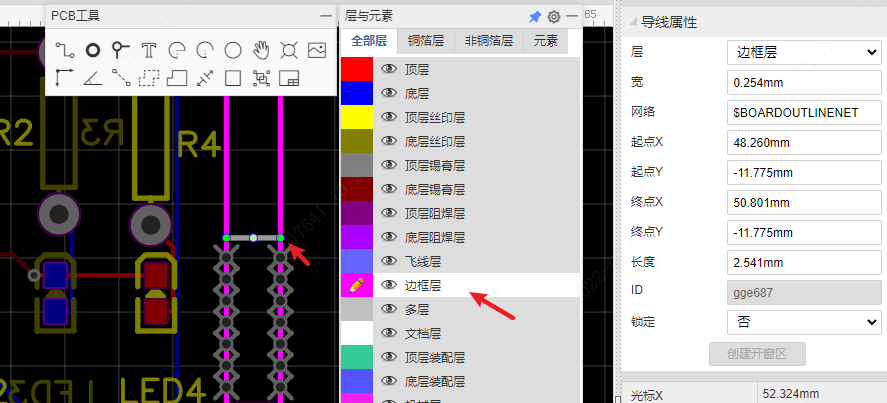 PCB工具
层与元素
65
全部层 铜箔层 非铜箔层 元素
顶层
底层
顶层丝印层
底层丝印层
顶层锡膏层
底层锡膏层
顶层阻焊层
底层阻焊层
飞线层
边框层
多层
文档层
顶层装配层
底层装配层
机械层
R2
R3
R4
2
LED3
LED4
导线属性
层 边框层
宽 0.254mm
网络 $BOARDOUTLINENET
起点X 48.260mm
起点Y -11.775mm
终点X 50.801mm
终点Y -11.775mm
长度 2.541mm
ID gge687
锁定 否
创建开窗区
光标X 52.324mm